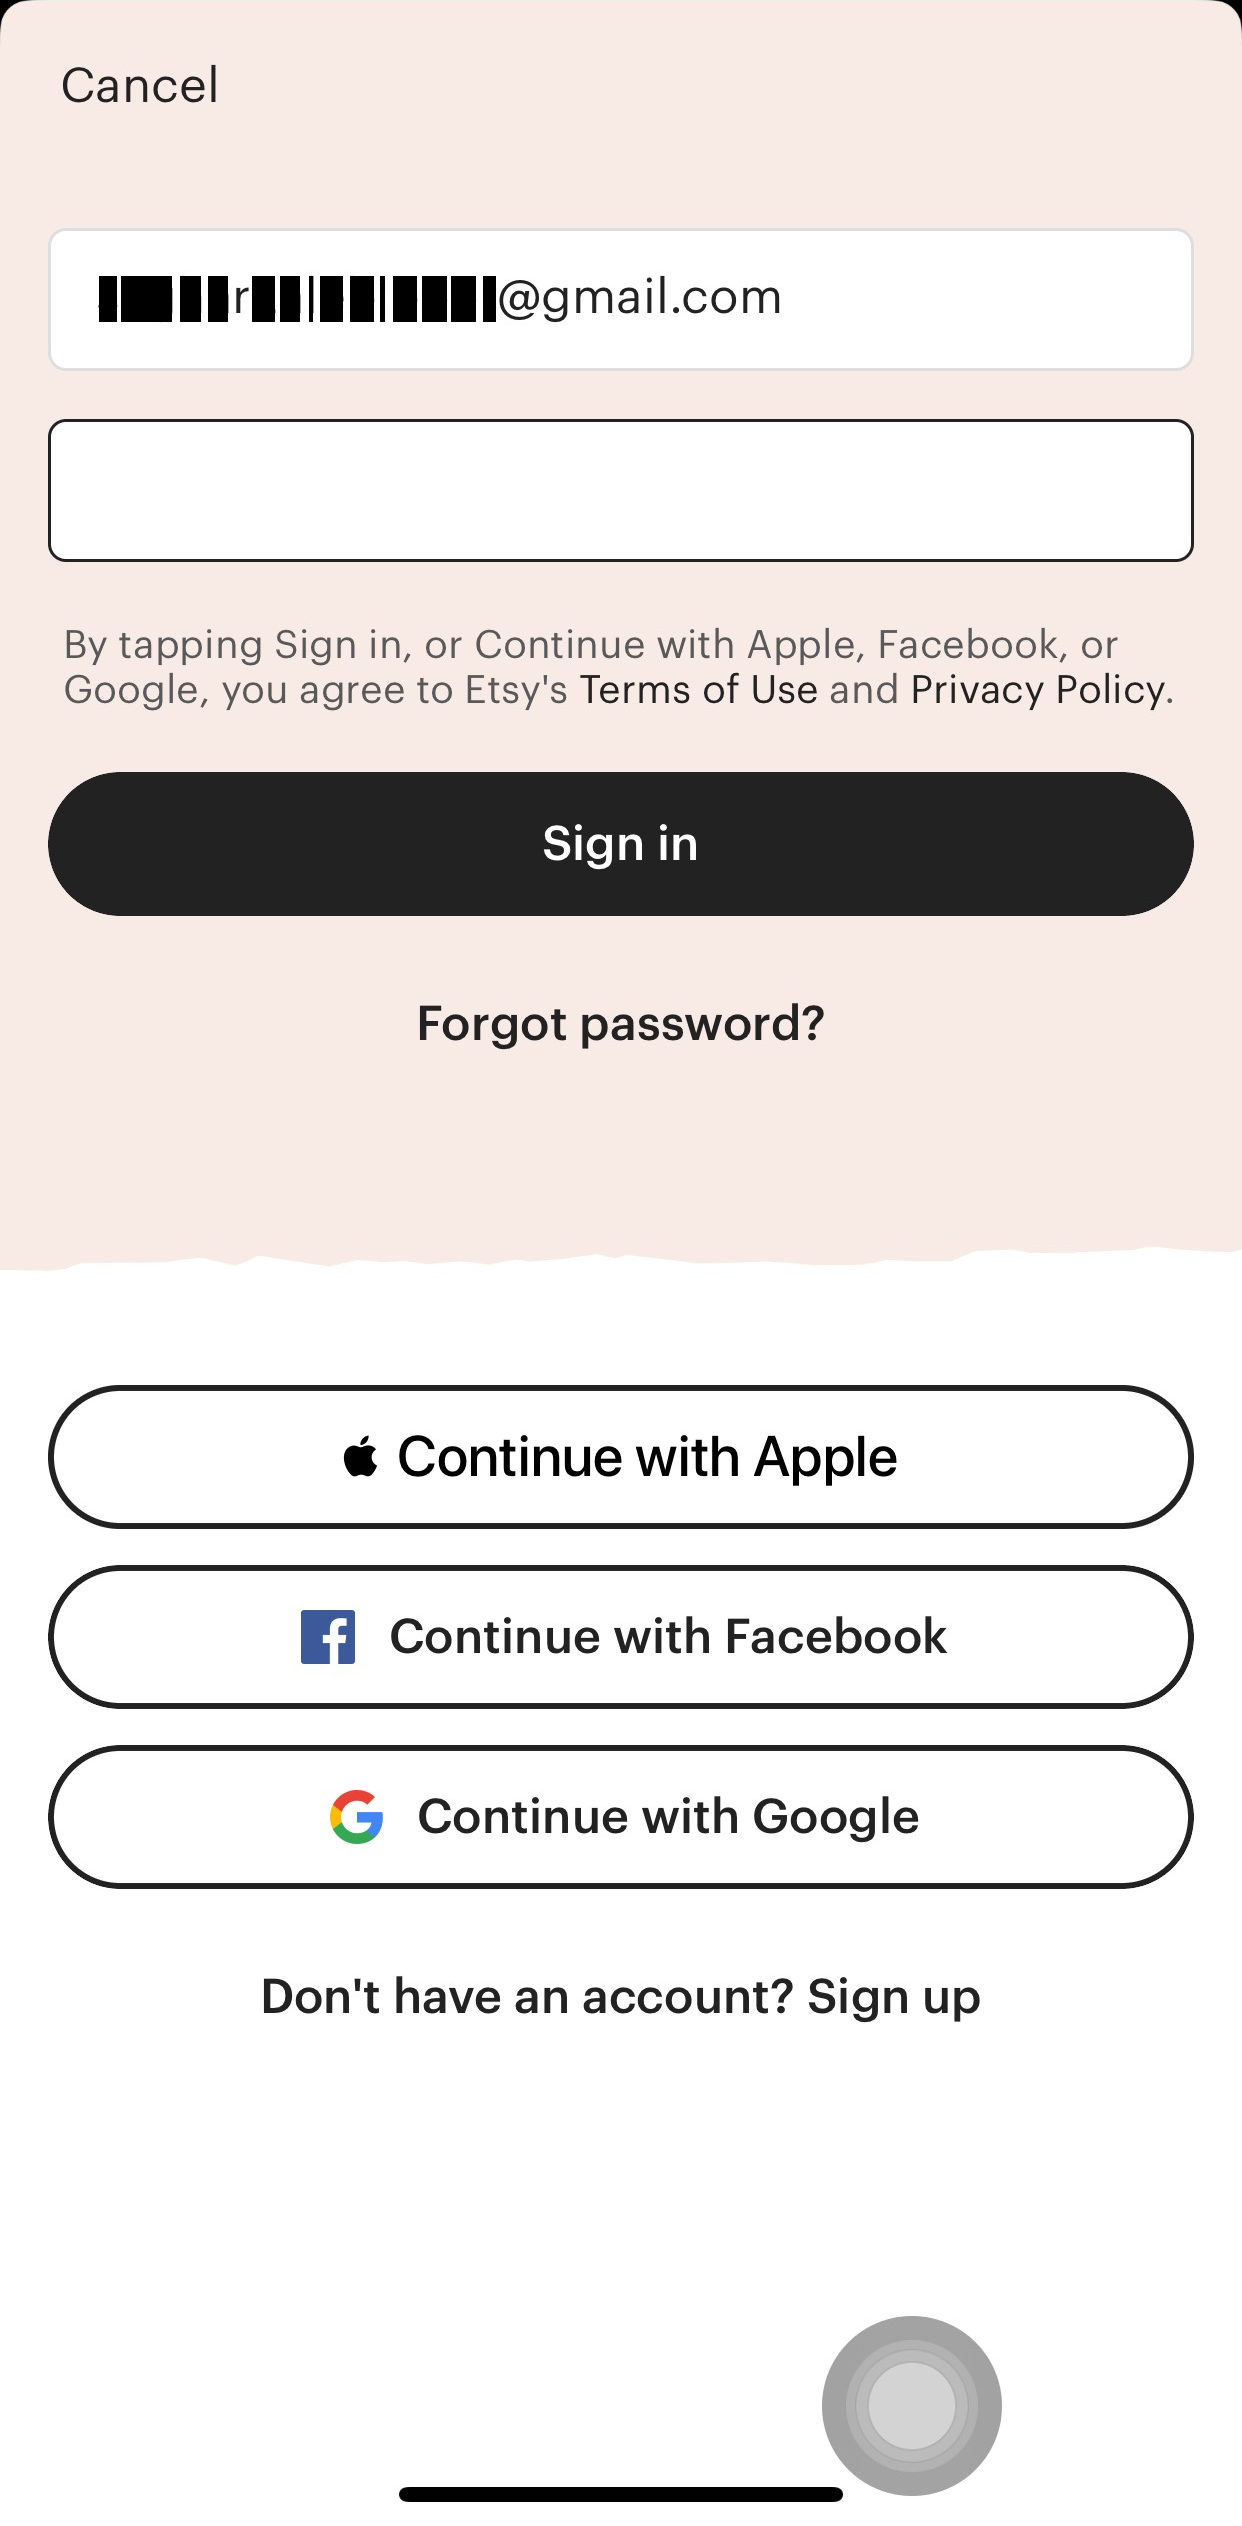 Cancel
@gmail.com
By tapping Sign in, or Continue with Apple, Facebook, or
Google, you agree to Etsy's Terms of Use and Privacy Policy.
Sign in
Forgot password?
Continue with Apple
Continue with Facebook
Continue with Google
Don't have an account? Sign up